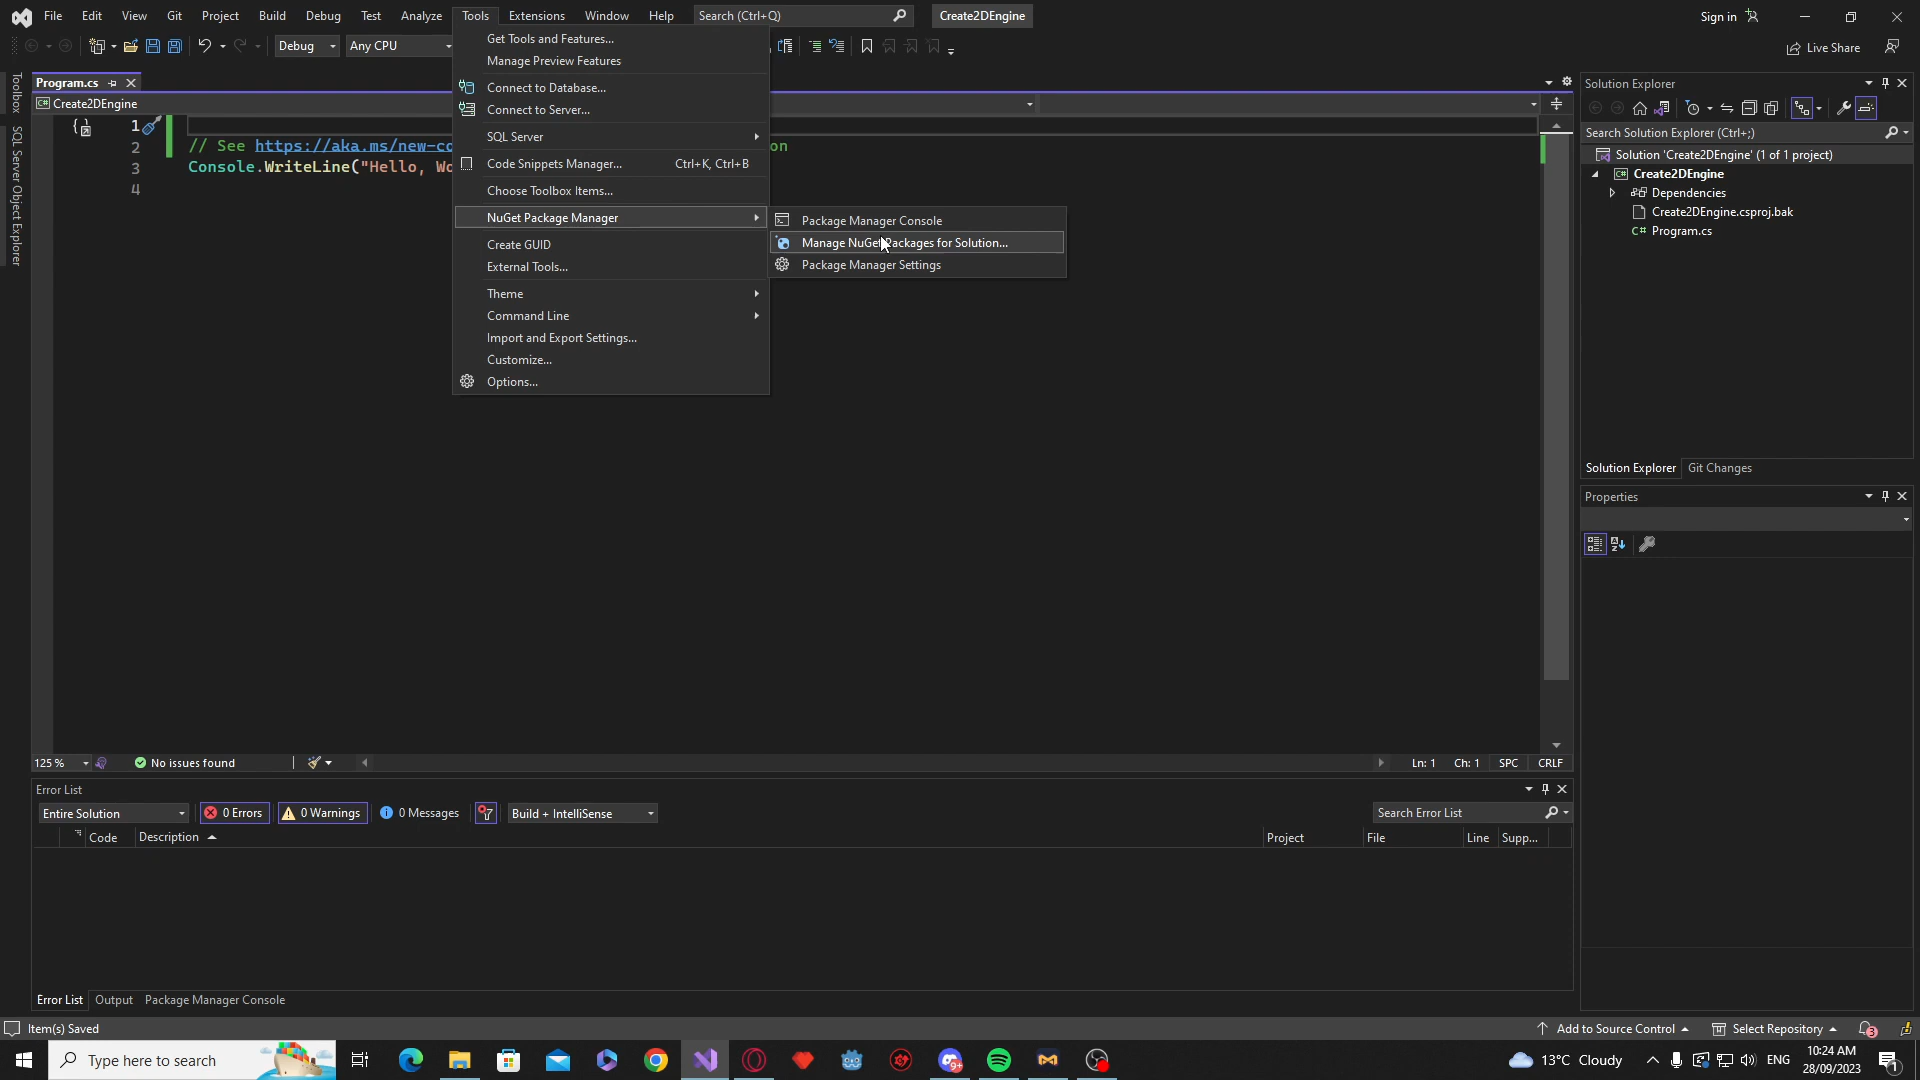 File Edit View Git Project Build Debug Test Analyze Tools Extensions Window Help Search (Ctrl+Q) Create2DEngine Sign in
Debug Any CPU Live Share
Get Tools and Features...
Manage Preview Features
Connect to Database...
Connect to Server...
SQL Server
Code Snippets Manager... Ctrl+K, Ctrl+B
Choose Toolbox Items...
NuGet Package Manager
Create GUID
External Tools...
Theme
Command Line
Import and Export Settings...
Customize...
Options...
Package Manager Console
Manage NuGet Packages for Solution...
Package Manager Settings
Toolbox
SQL Server Object Explorer
Program.cs
Create2DEngine
1
2 // See https://aka.ms/new-co on
3 Console.WriteLine("Hello, Wo
4
Solution Explorer
Search Solution Explorer (Ctrl+;)
Solution 'Create2DEngine' (1 of 1 project)
Create2DEngine
Dependencies
Create2DEngine.csproj.bak
Program.cs
Solution Explorer Git Changes
Properties
125 % No issues found Ln: 1 Ch: 1 SPC CRLF
Error List
Entire Solution 0 Errors 0 Warnings 0 Messages Build + IntelliSense Search Error List
Code Description Project File Line Supp...
Error List Output Package Manager Console
Item(s) Saved Add to Source Control Select Repository 3
Type here to search 9+ 13°C Cloudy ENG 10:24 AM
28/09/2023 1